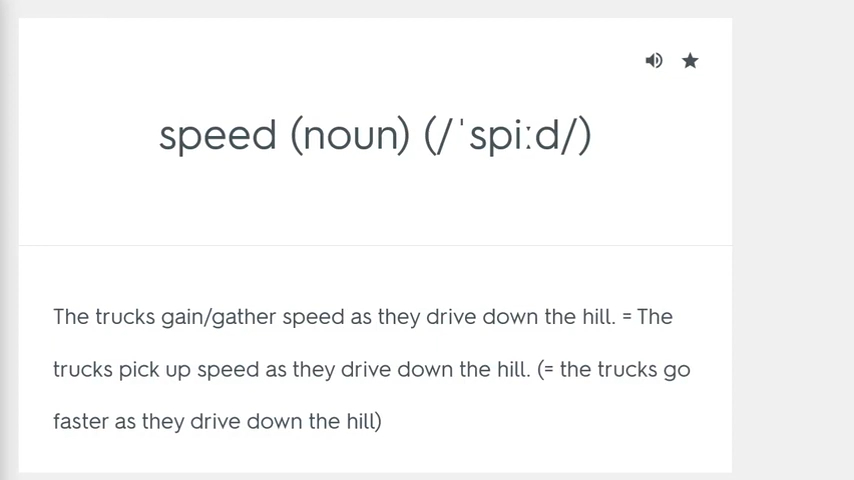 speed (noun) (/ˈspiːd/)
The trucks gain/gather speed as they drive down the hill. = The
trucks pick up speed as they drive down the hill. (= the trucks go
faster as they drive down the hill)